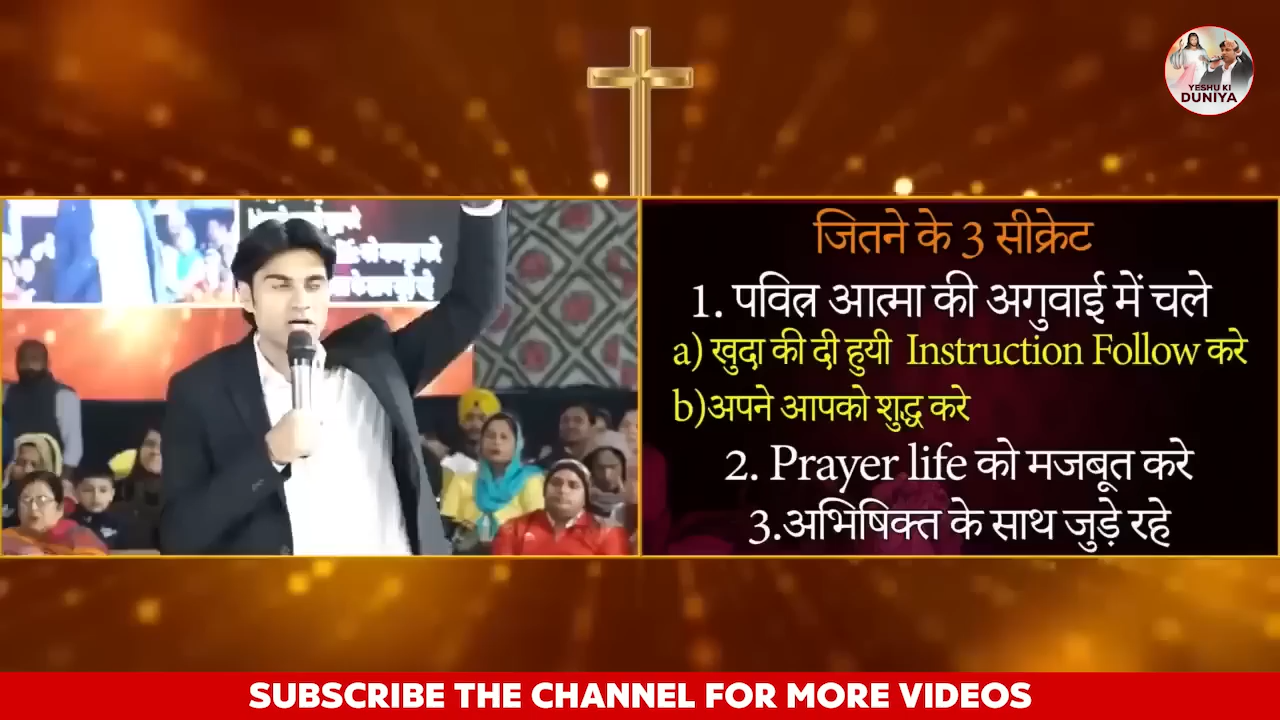 YESHU KI
DUNIYA
जितने के 3 सीक्रेट
1. पवित्र आत्मा की अगुवाई में चले
a) खुदा की दी हुयी Instruction Follow करे
b)अपने आपको शुद्ध करे
2. Prayer life को मजबूत करे
3.अभिषिक्त के साथ जुड़े रहे
SUBSCRIBE THE CHANNEL FOR MORE VIDEOS